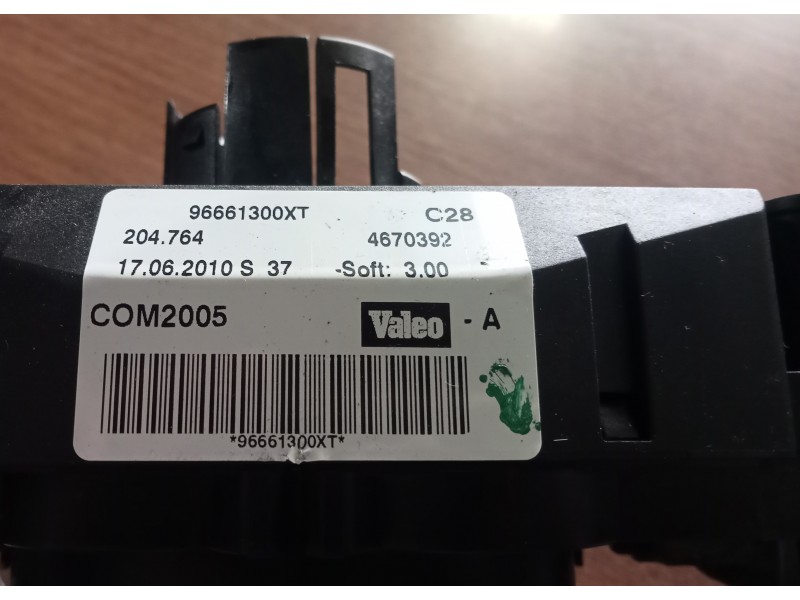 96661300XT C28
204.764 4670392
17.06.2010 S 37 -Soft: 3.00
COM2005 Valeo - A
*96661300XT*